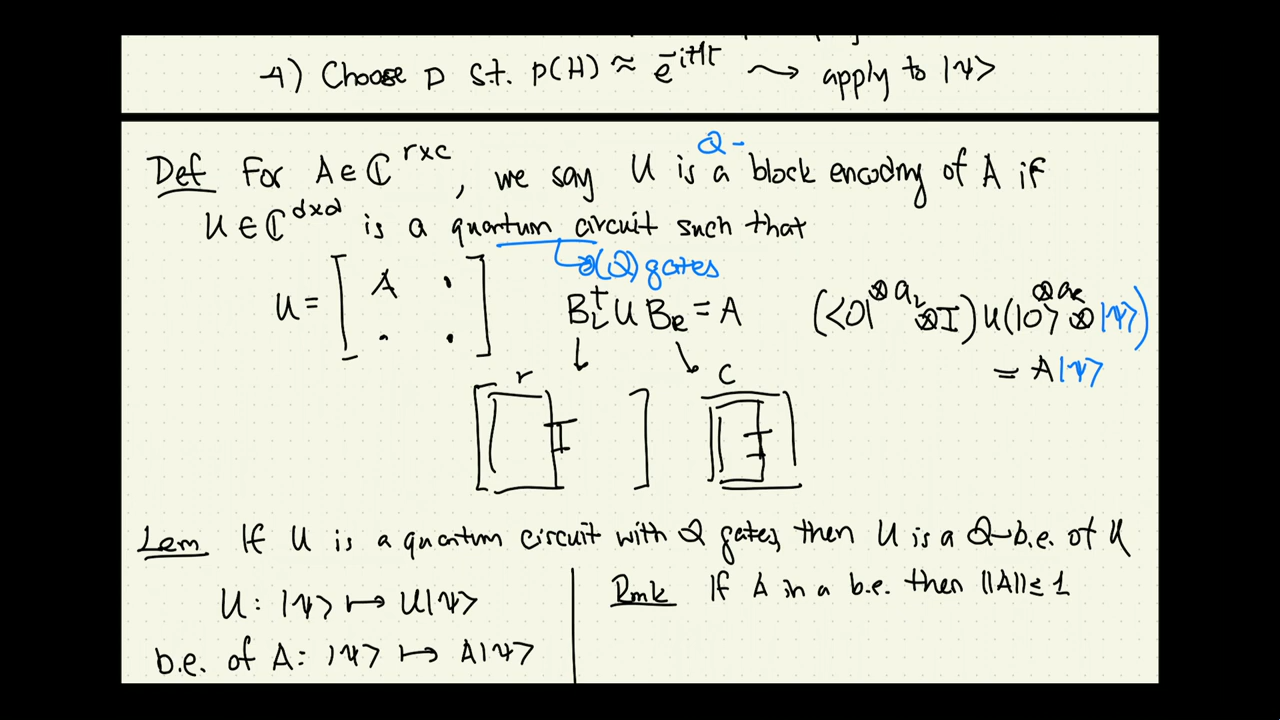 4) Choose p St. p(H) ≈ e^{-iHt} ⇝ apply to |ψ>
Def For A ∈ ℂ^{r×c}, we say U is a Q- block encoding of A if
U ∈ ℂ^{d×d} is a quantum circuit such that
↳ O(Q) gates
U = [ A · ; · · ] B_L^† U B_R = A (<0|^{⊗a_L} ⊗ I) U (|0>^{⊗a_R} ⊗ |ψ>)
= A|ψ>
r c
I I
Lem If U is a quantum circuit with Q gates, then U is a Q-b.e. of U
U: |ψ> ↦ U|ψ> Rmk If A in a b.e. then ||A|| ≤ 1
b.e. of A: |ψ> ↦ A|ψ>